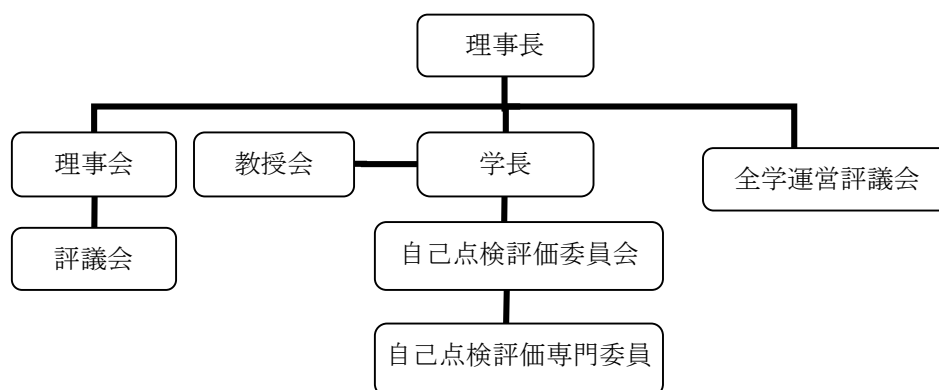 理事長
理事会
教授会
学長
全学運営評議会
評議会
自己点検評価委員会
自己点検評価専門委員